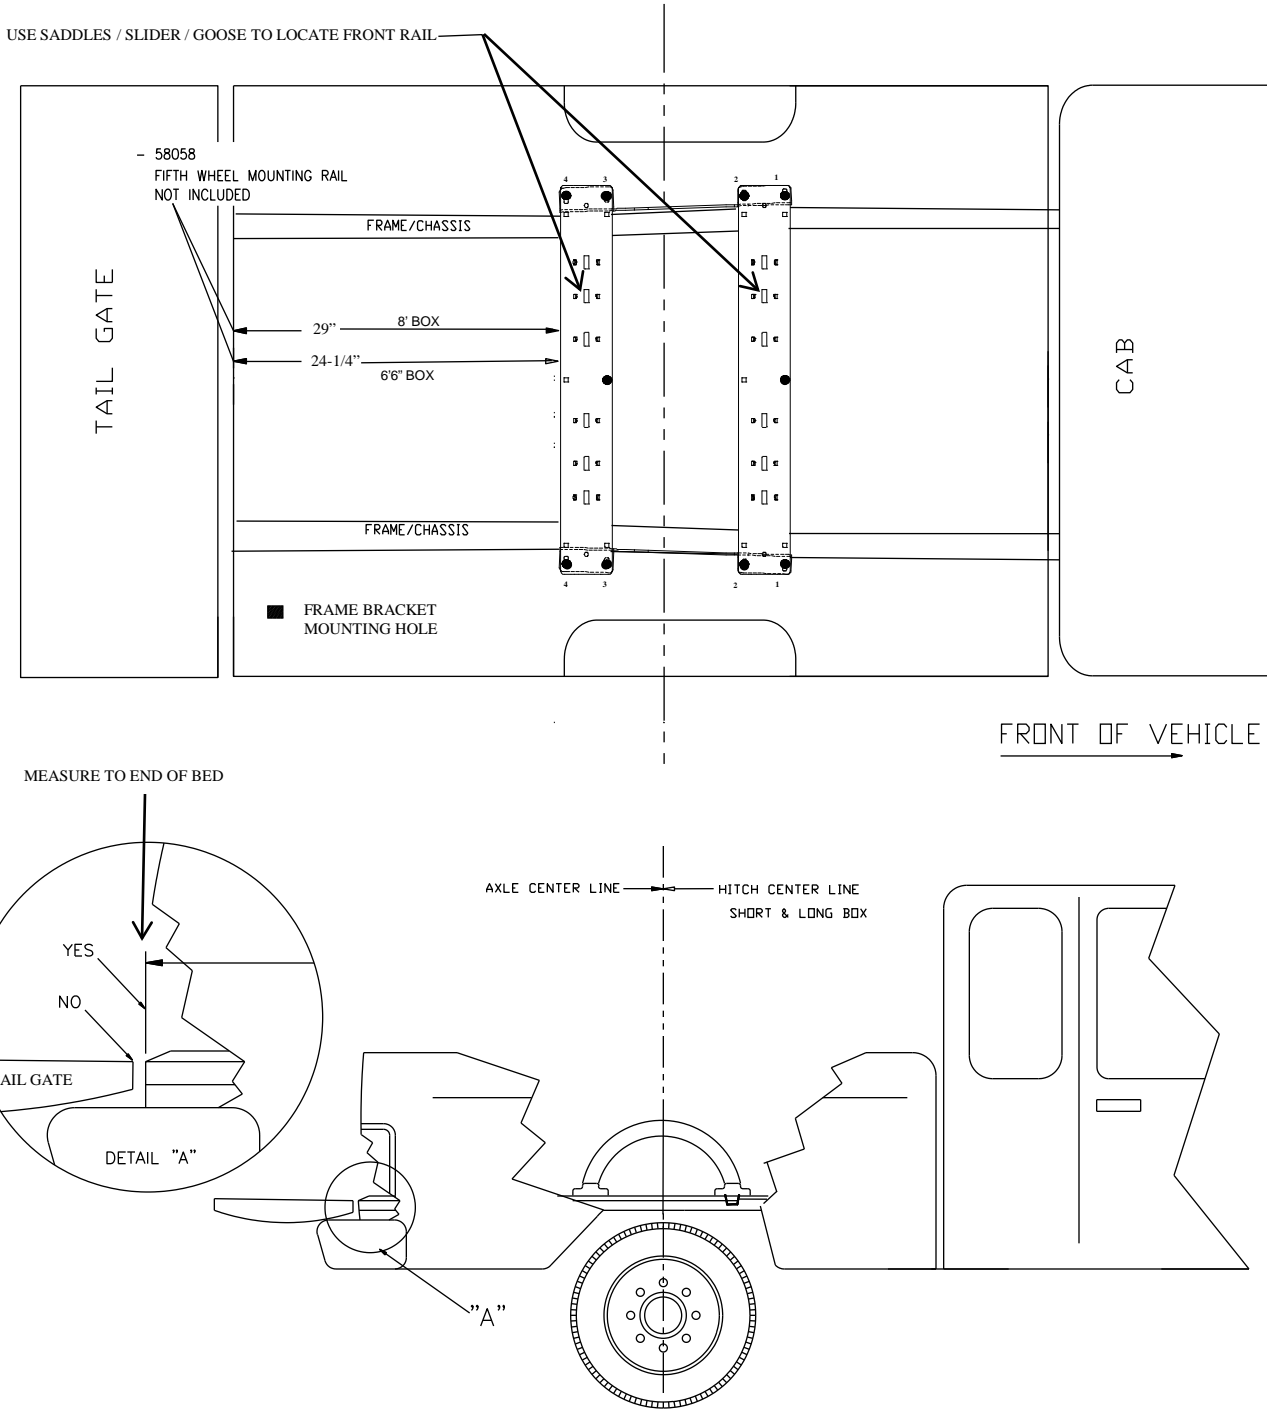 USE SADDLES / SLIDER / GOOSE TO LOCATE FRONT RAIL
- 58058
FIFTH WHEEL MOUNTING RAIL
NOT INCLUDED
4 3 2 1
FRAME/CHASSIS
TAIL GATE
29” 8' BOX
24-1/4”
6'6" BOX
CAB
FRAME/CHASSIS
4 3 2 1
FRAME BRACKET
MOUNTING HOLE
FRONT OF VEHICLE
MEASURE TO END OF BED
AXLE CENTER LINE
HITCH CENTER LINE
SHORT & LONG BOX
YES
NO
AIL GATE
DETAIL "A"
"A"